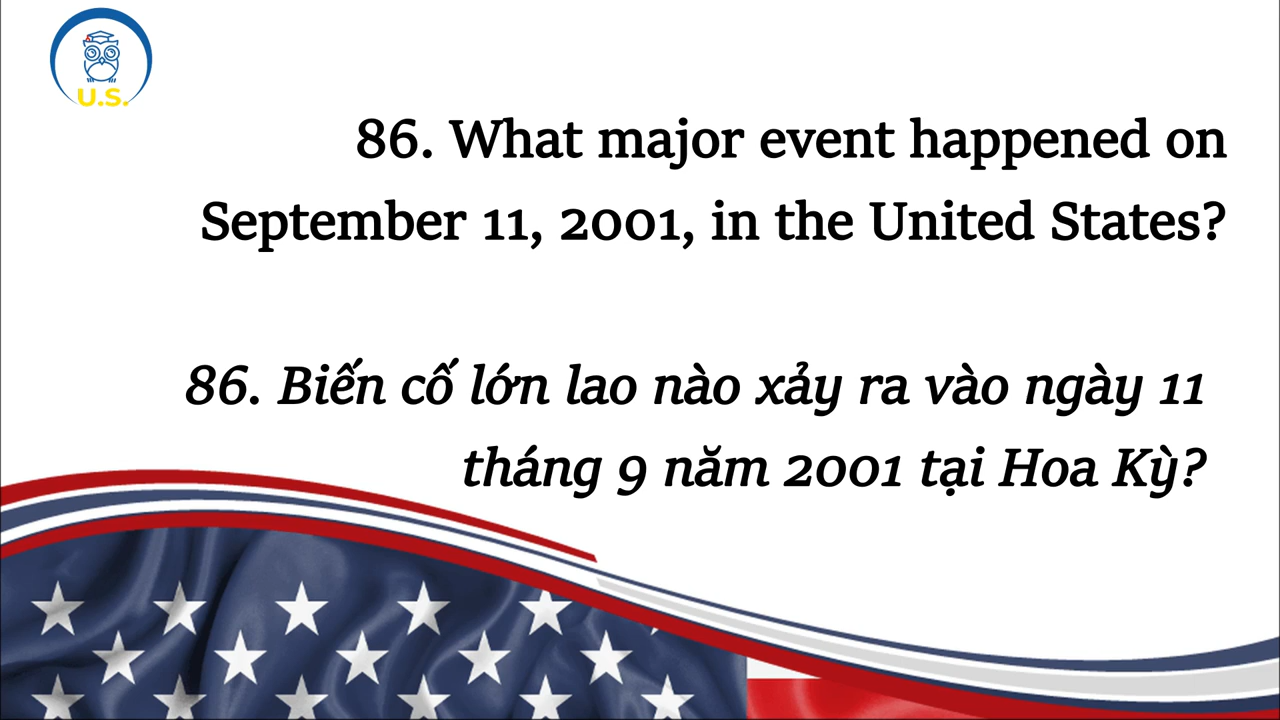 U.S.
86. What major event happened on
September 11, 2001, in the United States?
86. Biến cố lớn lao nào xảy ra vào ngày 11
tháng 9 năm 2001 tại Hoa Kỳ?